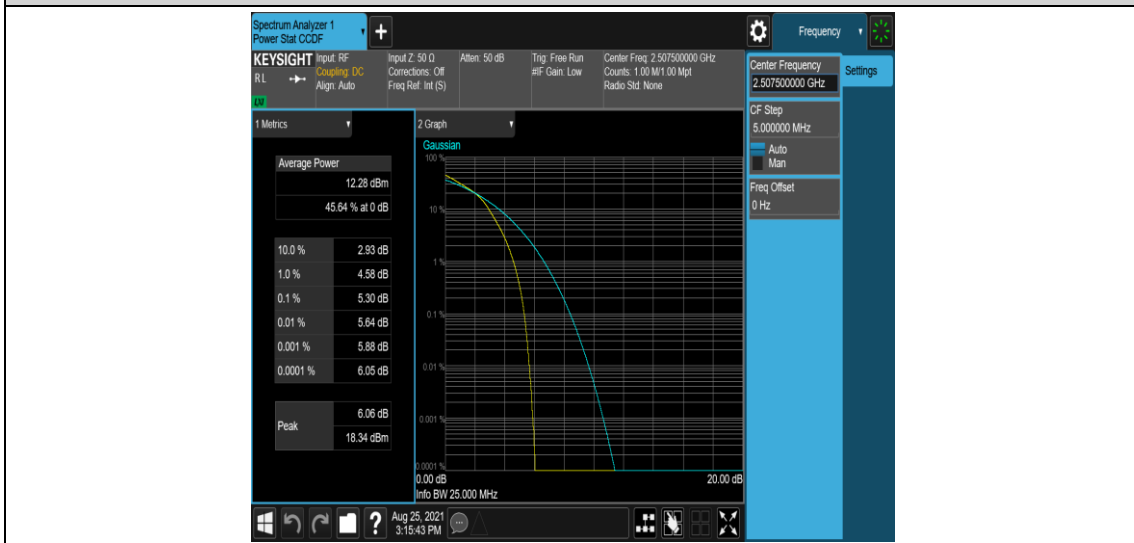 Spectrum Analyzer 1
Power Stat CCDF
Frequency
KEYSIGHT
RL
Input: RF
Coupling: DC
Align: Auto
Input Z: 50 Ω
Corrections: Off
Freq Ref: Int (S)
Atten: 50 dB
Trig: Free Run
#IF Gain: Low
Center Freq: 2.507500000 GHz
Counts: 1.00 M/1.00 Mpt
Radio Std: None
Center Frequency
2.507500000 GHz
Settings
CF Step
5.000000 MHz
Auto
Man
Freq Offset
0 Hz
1 Metrics
Average Power
12.28 dBm
45.64 % at 0 dB
10.0 % 2.93 dB
1.0 % 4.58 dB
0.1 % 5.30 dB
0.01 % 5.64 dB
0.001 % 5.88 dB
0.0001 % 6.05 dB
Peak
6.06 dB
18.34 dBm
2 Graph
Gaussian
100 %
10 %
1 %
0.1 %
0.01 %
0.001 %
0.0001 %
0.00 dB
20.00 dB
Info BW 25.000 MHz
Aug 25, 2021
3:15:43 PM